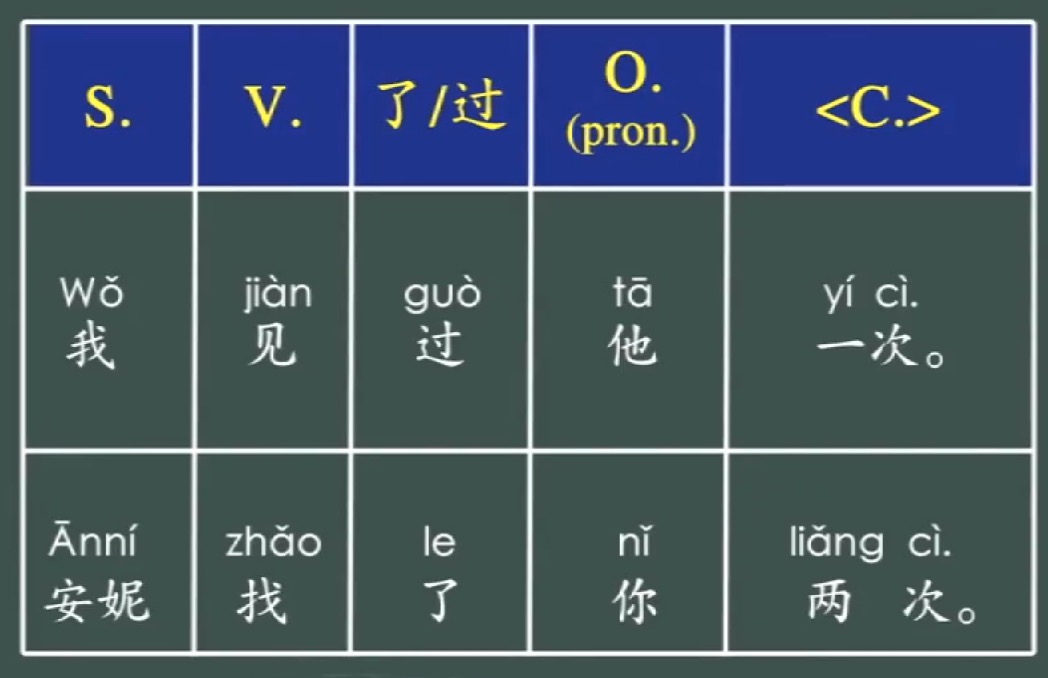 S. V. 了/过 O. <C.>
(pron.)
Wǒ jiàn guò tā yí cì.
我 见 过 他 一次。
Ānní zhǎo le nǐ liǎng cì.
安妮 找 了 你 两 次。